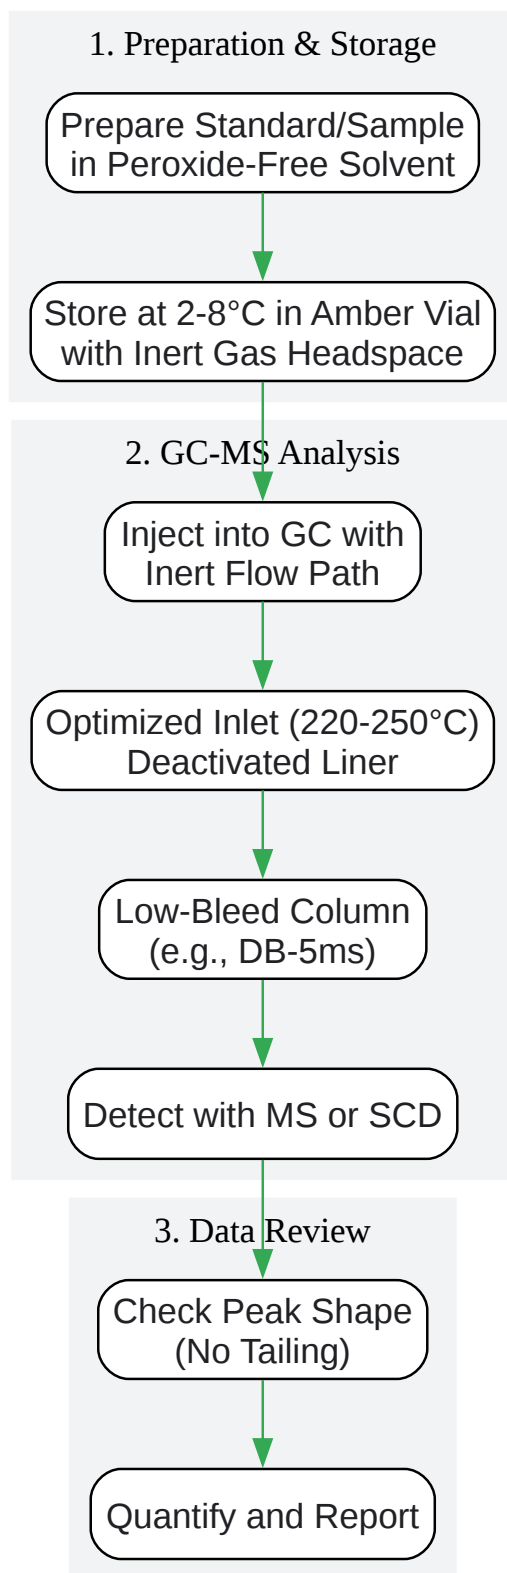 1. Preparation & Storage
Prepare Standard/Sample
in Peroxide-Free Solvent
Store at 2-8°C in Amber Vial
with Inert Gas Headspace
2. GC-MS Analysis
Inject into GC with
Inert Flow Path
Optimized Inlet (220-250°C)
Deactivated Liner
Low-Bleed Column
(e.g., DB-5ms)
Detect with MS or SCD
3. Data Review
Check Peak Shape
(No Tailing)
Quantify and Report